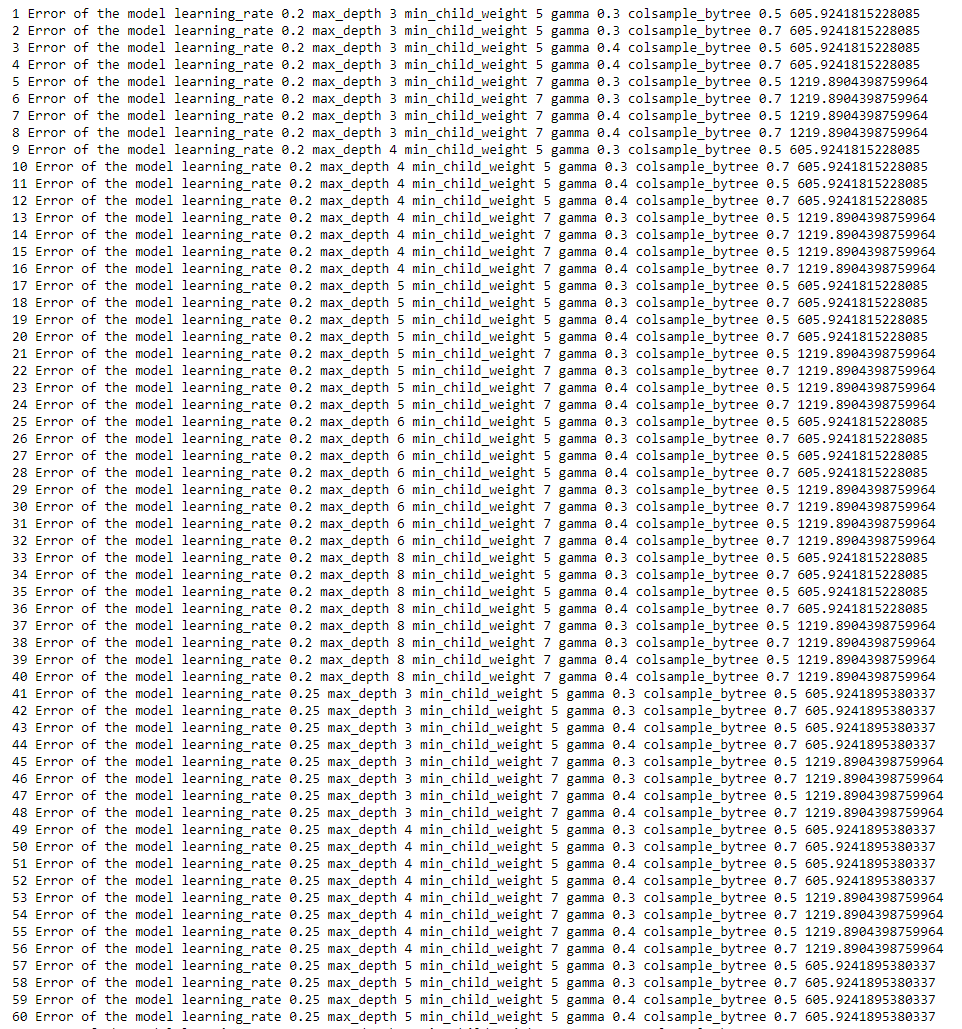 1 Error of the model learning_rate 0.2 max_depth 3 min_child_weight 5 gamma 0.3 colsample_bytree 0.5 605.9241815228085
2 Error of the model learning_rate 0.2 max_depth 3 min_child_weight 5 gamma 0.3 colsample_bytree 0.7 605.9241815228085
3 Error of the model learning_rate 0.2 max_depth 3 min_child_weight 5 gamma 0.4 colsample_bytree 0.5 605.9241815228085
4 Error of the model learning_rate 0.2 max_depth 3 min_child_weight 5 gamma 0.4 colsample_bytree 0.7 605.9241815228085
5 Error of the model learning_rate 0.2 max_depth 3 min_child_weight 7 gamma 0.3 colsample_bytree 0.5 1219.8904398759964
6 Error of the model learning_rate 0.2 max_depth 3 min_child_weight 7 gamma 0.3 colsample_bytree 0.7 1219.8904398759964
7 Error of the model learning_rate 0.2 max_depth 3 min_child_weight 7 gamma 0.4 colsample_bytree 0.5 1219.8904398759964
8 Error of the model learning_rate 0.2 max_depth 3 min_child_weight 7 gamma 0.4 colsample_bytree 0.7 1219.8904398759964
9 Error of the model learning_rate 0.2 max_depth 4 min_child_weight 5 gamma 0.3 colsample_bytree 0.5 605.9241815228085
10 Error of the model learning_rate 0.2 max_depth 4 min_child_weight 5 gamma 0.3 colsample_bytree 0.7 605.9241815228085
11 Error of the model learning_rate 0.2 max_depth 4 min_child_weight 5 gamma 0.4 colsample_bytree 0.5 605.9241815228085
12 Error of the model learning_rate 0.2 max_depth 4 min_child_weight 5 gamma 0.4 colsample_bytree 0.7 605.9241815228085
13 Error of the model learning_rate 0.2 max_depth 4 min_child_weight 7 gamma 0.3 colsample_bytree 0.5 1219.8904398759964
14 Error of the model learning_rate 0.2 max_depth 4 min_child_weight 7 gamma 0.3 colsample_bytree 0.7 1219.8904398759964
15 Error of the model learning_rate 0.2 max_depth 4 min_child_weight 7 gamma 0.4 colsample_bytree 0.5 1219.8904398759964
16 Error of the model learning_rate 0.2 max_depth 4 min_child_weight 7 gamma 0.4 colsample_bytree 0.7 1219.8904398759964
17 Error of the model learning_rate 0.2 max_depth 5 min_child_weight 5 gamma 0.3 colsample_bytree 0.5 605.9241815228085
18 Error of the model learning_rate 0.2 max_depth 5 min_child_weight 5 gamma 0.3 colsample_bytree 0.7 605.9241815228085
19 Error of the model learning_rate 0.2 max_depth 5 min_child_weight 5 gamma 0.4 colsample_bytree 0.5 605.9241815228085
20 Error of the model learning_rate 0.2 max_depth 5 min_child_weight 5 gamma 0.4 colsample_bytree 0.7 605.9241815228085
21 Error of the model learning_rate 0.2 max_depth 5 min_child_weight 7 gamma 0.3 colsample_bytree 0.5 1219.8904398759964
22 Error of the model learning_rate 0.2 max_depth 5 min_child_weight 7 gamma 0.3 colsample_bytree 0.7 1219.8904398759964
23 Error of the model learning_rate 0.2 max_depth 5 min_child_weight 7 gamma 0.4 colsample_bytree 0.5 1219.8904398759964
24 Error of the model learning_rate 0.2 max_depth 5 min_child_weight 7 gamma 0.4 colsample_bytree 0.7 1219.8904398759964
25 Error of the model learning_rate 0.2 max_depth 6 min_child_weight 5 gamma 0.3 colsample_bytree 0.5 605.9241815228085
26 Error of the model learning_rate 0.2 max_depth 6 min_child_weight 5 gamma 0.3 colsample_bytree 0.7 605.9241815228085
27 Error of the model learning_rate 0.2 max_depth 6 min_child_weight 5 gamma 0.4 colsample_bytree 0.5 605.9241815228085
28 Error of the model learning_rate 0.2 max_depth 6 min_child_weight 5 gamma 0.4 colsample_bytree 0.7 605.9241815228085
29 Error of the model learning_rate 0.2 max_depth 6 min_child_weight 7 gamma 0.3 colsample_bytree 0.5 1219.8904398759964
30 Error of the model learning_rate 0.2 max_depth 6 min_child_weight 7 gamma 0.3 colsample_bytree 0.7 1219.8904398759964
31 Error of the model learning_rate 0.2 max_depth 6 min_child_weight 7 gamma 0.4 colsample_bytree 0.5 1219.8904398759964
32 Error of the model learning_rate 0.2 max_depth 6 min_child_weight 7 gamma 0.4 colsample_bytree 0.7 1219.8904398759964
33 Error of the model learning_rate 0.2 max_depth 8 min_child_weight 5 gamma 0.3 colsample_bytree 0.5 605.9241815228085
34 Error of the model learning_rate 0.2 max_depth 8 min_child_weight 5 gamma 0.3 colsample_bytree 0.7 605.9241815228085
35 Error of the model learning_rate 0.2 max_depth 8 min_child_weight 5 gamma 0.4 colsample_bytree 0.5 605.9241815228085
36 Error of the model learning_rate 0.2 max_depth 8 min_child_weight 5 gamma 0.4 colsample_bytree 0.7 605.9241815228085
37 Error of the model learning_rate 0.2 max_depth 8 min_child_weight 7 gamma 0.3 colsample_bytree 0.5 1219.8904398759964
38 Error of the model learning_rate 0.2 max_depth 8 min_child_weight 7 gamma 0.3 colsample_bytree 0.7 1219.8904398759964
39 Error of the model learning_rate 0.2 max_depth 8 min_child_weight 7 gamma 0.4 colsample_bytree 0.5 1219.8904398759964
40 Error of the model learning_rate 0.2 max_depth 8 min_child_weight 7 gamma 0.4 colsample_bytree 0.7 1219.8904398759964
41 Error of the model learning_rate 0.25 max_depth 3 min_child_weight 5 gamma 0.3 colsample_bytree 0.5 605.9241895380337
42 Error of the model learning_rate 0.25 max_depth 3 min_child_weight 5 gamma 0.3 colsample_bytree 0.7 605.9241895380337
43 Error of the model learning_rate 0.25 max_depth 3 min_child_weight 5 gamma 0.4 colsample_bytree 0.5 605.9241895380337
44 Error of the model learning_rate 0.25 max_depth 3 min_child_weight 5 gamma 0.4 colsample_bytree 0.7 605.9241895380337
45 Error of the model learning_rate 0.25 max_depth 3 min_child_weight 7 gamma 0.3 colsample_bytree 0.5 1219.8904398759964
46 Error of the model learning_rate 0.25 max_depth 3 min_child_weight 7 gamma 0.3 colsample_bytree 0.7 1219.8904398759964
47 Error of the model learning_rate 0.25 max_depth 3 min_child_weight 7 gamma 0.4 colsample_bytree 0.5 1219.8904398759964
48 Error of the model learning_rate 0.25 max_depth 3 min_child_weight 7 gamma 0.4 colsample_bytree 0.7 1219.8904398759964
49 Error of the model learning_rate 0.25 max_depth 4 min_child_weight 5 gamma 0.3 colsample_bytree 0.5 605.9241895380337
50 Error of the model learning_rate 0.25 max_depth 4 min_child_weight 5 gamma 0.3 colsample_bytree 0.7 605.9241895380337
51 Error of the model learning_rate 0.25 max_depth 4 min_child_weight 5 gamma 0.4 colsample_bytree 0.5 605.9241895380337
52 Error of the model learning_rate 0.25 max_depth 4 min_child_weight 5 gamma 0.4 colsample_bytree 0.7 605.9241895380337
53 Error of the model learning_rate 0.25 max_depth 4 min_child_weight 7 gamma 0.3 colsample_bytree 0.5 1219.8904398759964
54 Error of the model learning_rate 0.25 max_depth 4 min_child_weight 7 gamma 0.3 colsample_bytree 0.7 1219.8904398759964
55 Error of the model learning_rate 0.25 max_depth 4 min_child_weight 7 gamma 0.4 colsample_bytree 0.5 1219.8904398759964
56 Error of the model learning_rate 0.25 max_depth 4 min_child_weight 7 gamma 0.4 colsample_bytree 0.7 1219.8904398759964
57 Error of the model learning_rate 0.25 max_depth 5 min_child_weight 5 gamma 0.3 colsample_bytree 0.5 605.9241895380337
58 Error of the model learning_rate 0.25 max_depth 5 min_child_weight 5 gamma 0.3 colsample_bytree 0.7 605.9241895380337
59 Error of the model learning_rate 0.25 max_depth 5 min_child_weight 5 gamma 0.4 colsample_bytree 0.5 605.9241895380337
60 Error of the model learning_rate 0.25 max_depth 5 min_child_weight 5 gamma 0.4 colsample_bytree 0.7 605.9241895380337